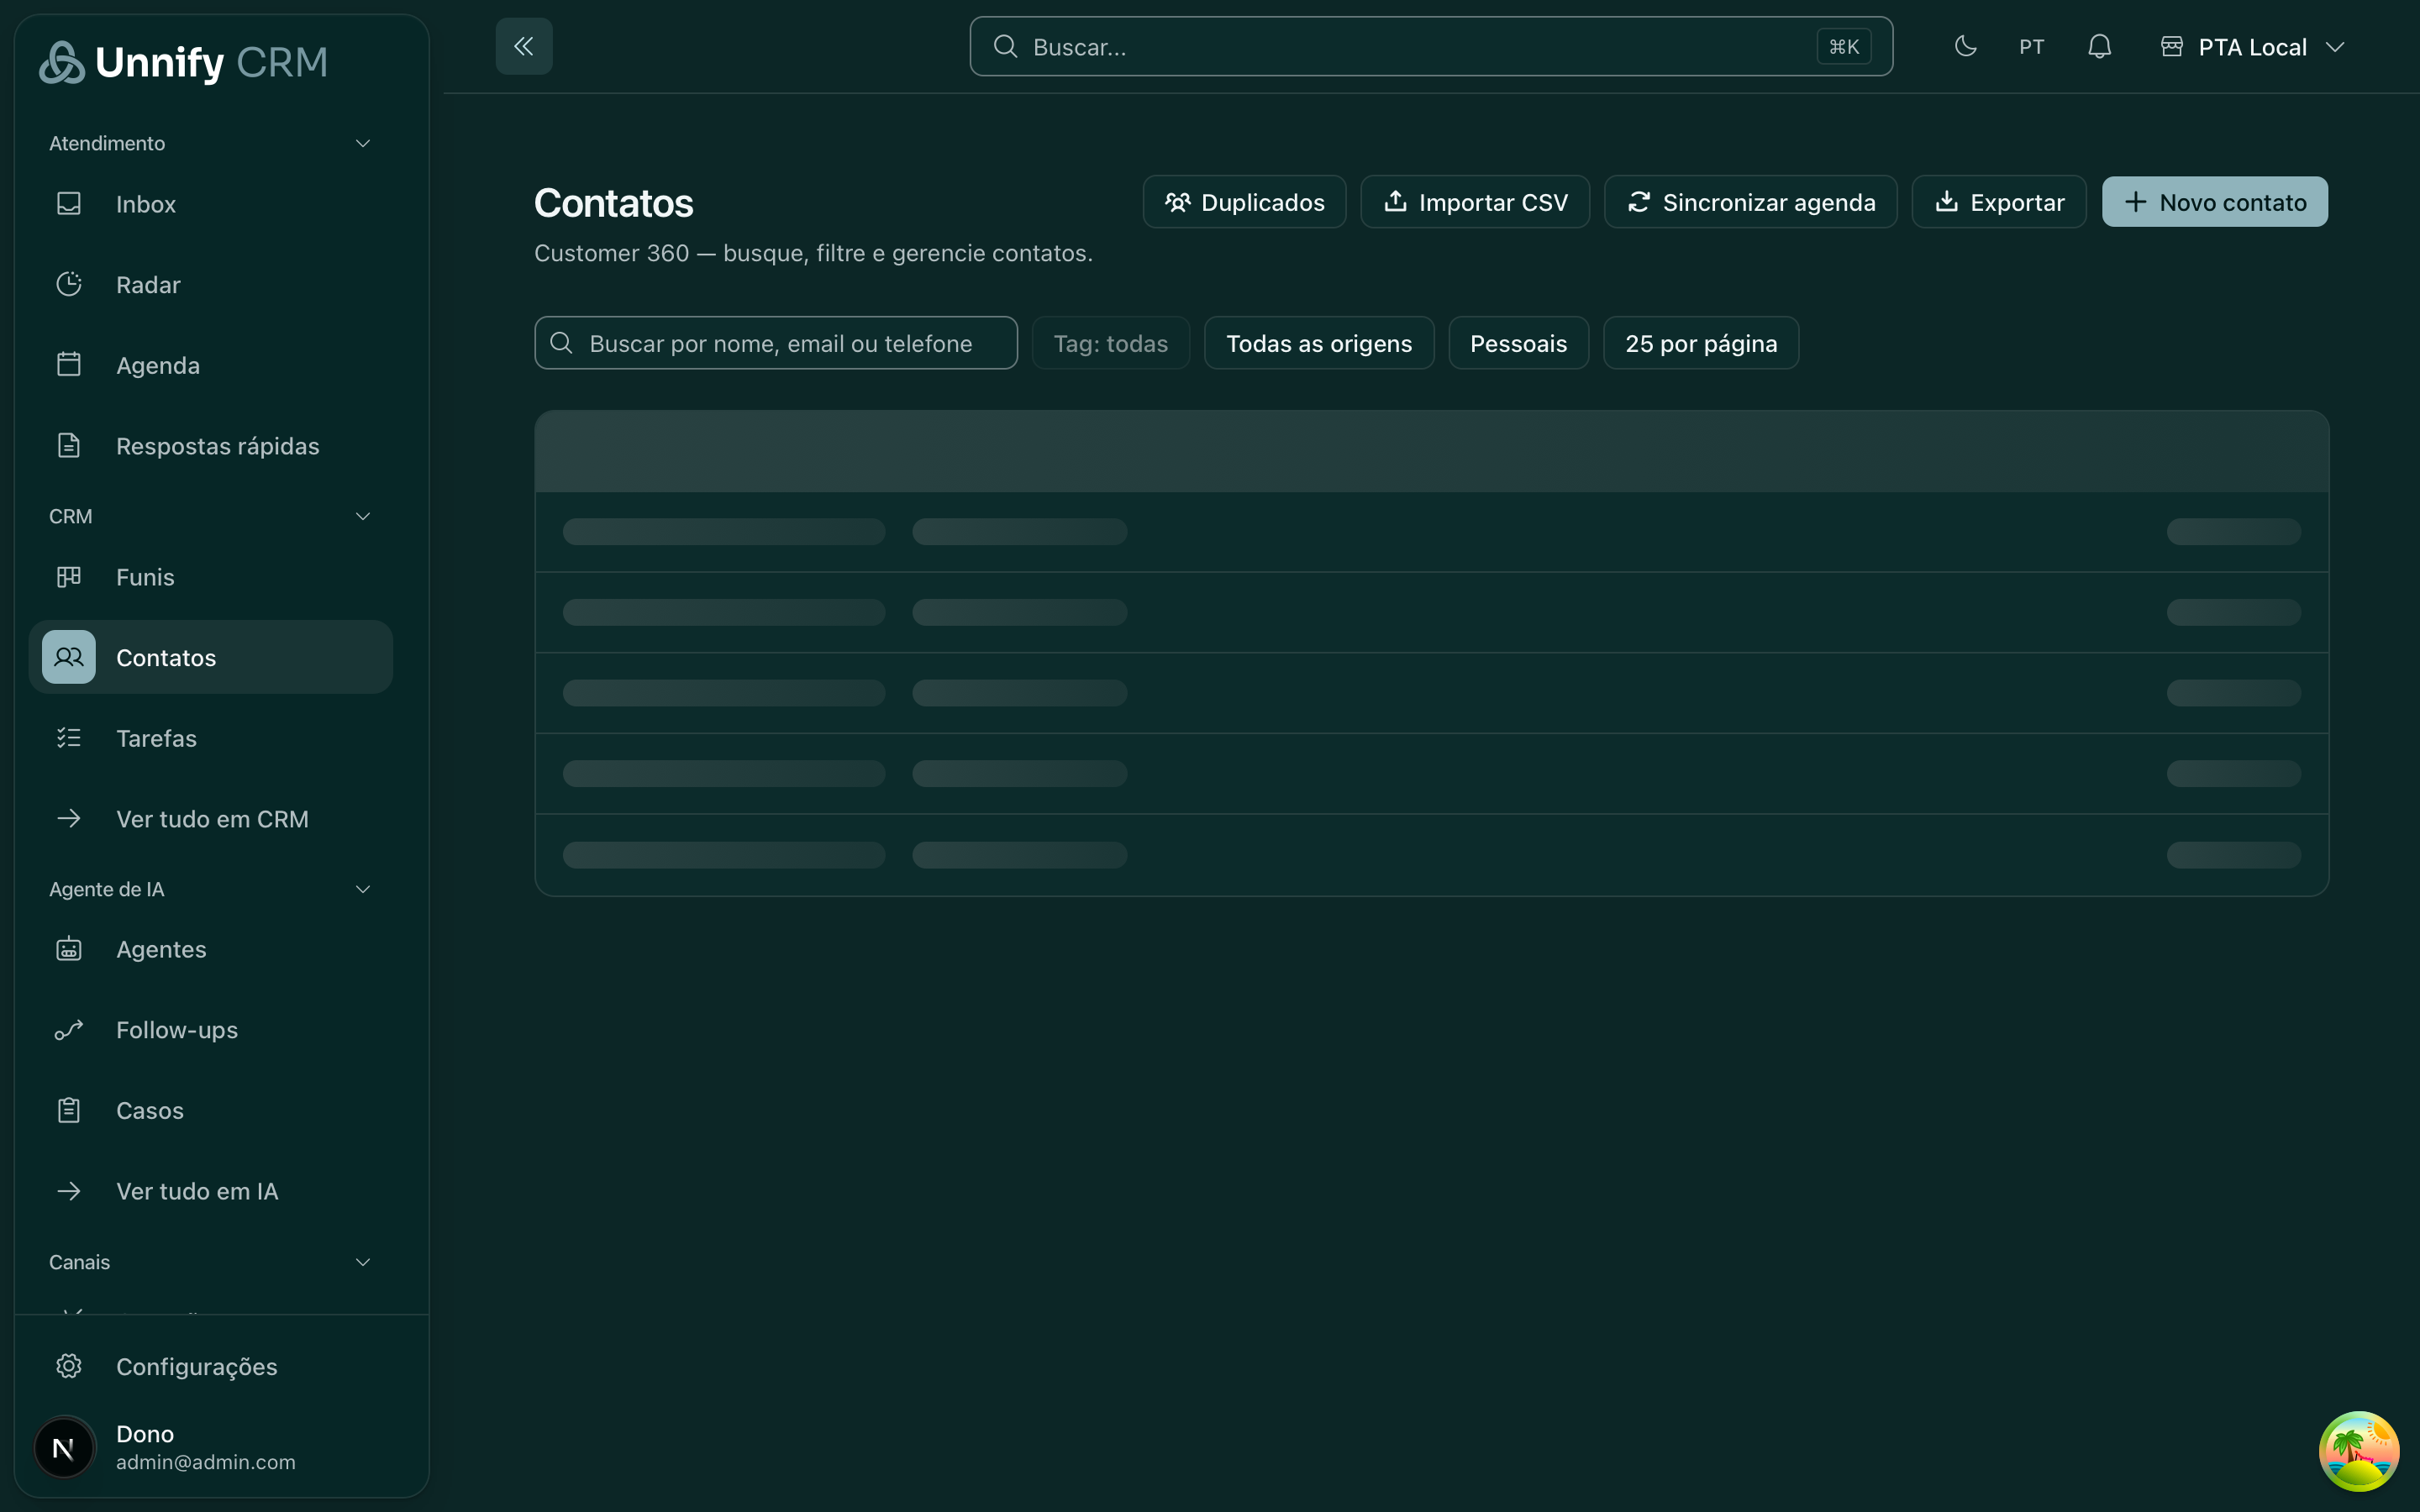 Unnify CRM
Buscar...
⌘K
PT
PTA Local
Atendimento
Inbox
Radar
Agenda
Respostas rápidas
CRM
Funis
Contatos
Tarefas
Ver tudo em CRM
Agente de IA
Agentes
Follow-ups
Casos
Ver tudo em IA
Canais
Configurações
N
Dono
admin@admin.com
Contatos
Customer 360 — busque, filtre e gerencie contatos.
Duplicados
Importar CSV
Sincronizar agenda
Exportar
Novo contato
Buscar por nome, email ou telefone
Tag: todas
Todas as origens
Pessoais
25 por página